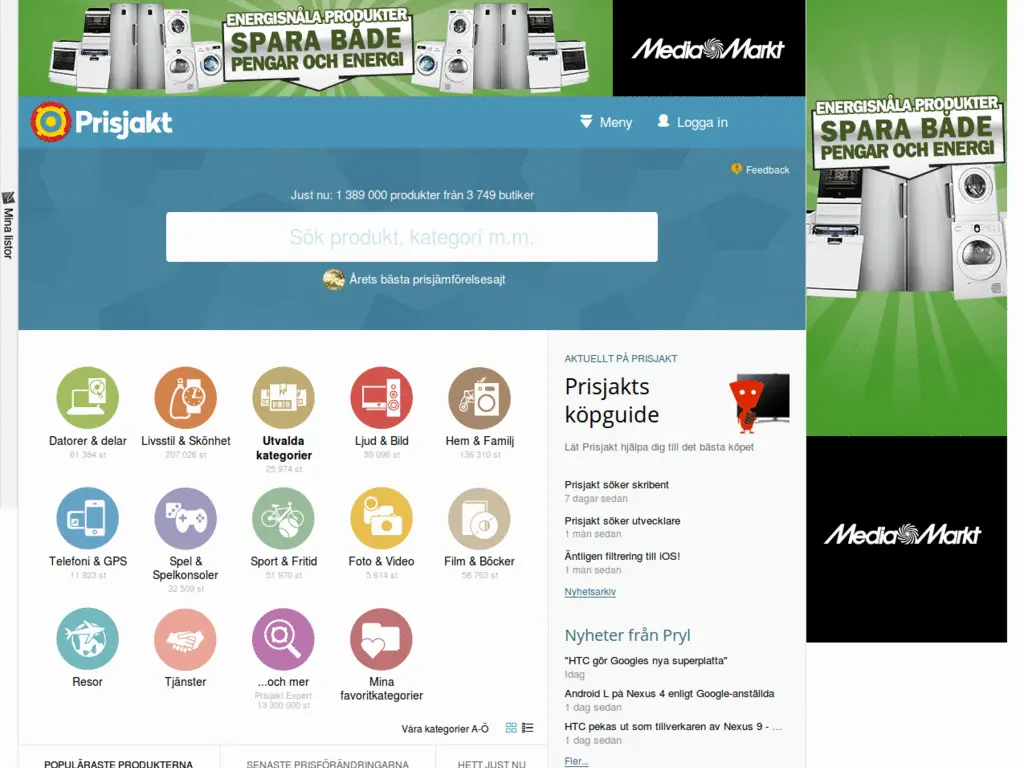 ENERGISNÅLA PRODUKTER
SPARA BÅDE
PENGAR OCH ENERGI
Media Markt
Prisjakt
Meny
Logga in
Feedback
Just nu: 1 389 000 produkter från 3 749 butiker
Sök produkt, kategori m.m.
Årets bästa prisjämförelsesajt
Mina listor
Datorer & delar
61 384 st
Livsstil & Skönhet
207 026 st
Utvalda
kategorier
25 974 st
Ljud & Bild
59 096 st
Hem & Familj
136 310 st
Telefoni & GPS
11 923 st
Spel &
Spelkonsoler
32 509 st
Sport & Fritid
51 970 st
Foto & Video
5 614 st
Film & Böcker
58 763 st
Resor
Tjänster
...och mer
Prisjakt Expert
13 300 000 st
Mina
favoritkategorier
Våra kategorier A-Ö
POPULÄRASTE PRODUKTERNA
SENASTE PRISFÖRÄNDRINGARNA
HETT JUST NU
AKTUELLT PÅ PRISJAKT
Prisjakts
köpguide
Låt Prisjakt hjälpa dig till det bästa köpet
Prisjakt söker skribent
7 dagar sedan
Prisjakt söker utvecklare
1 mån sedan
Äntligen filtrering till iOS!
1 mån sedan
Nyhetsarkiv
Nyheter från Pryl
"HTC gör Googles nya superplatta"
Idag
Android L på Nexus 4 enligt Google-anställda
1 dag sedan
HTC pekas ut som tillverkaren av Nexus 9 - ...
1 dag sedan
Fler...
ENERGISNÅLA PRODUKTER
SPARA BÅDE
PENGAR OCH ENERGI
Media Markt